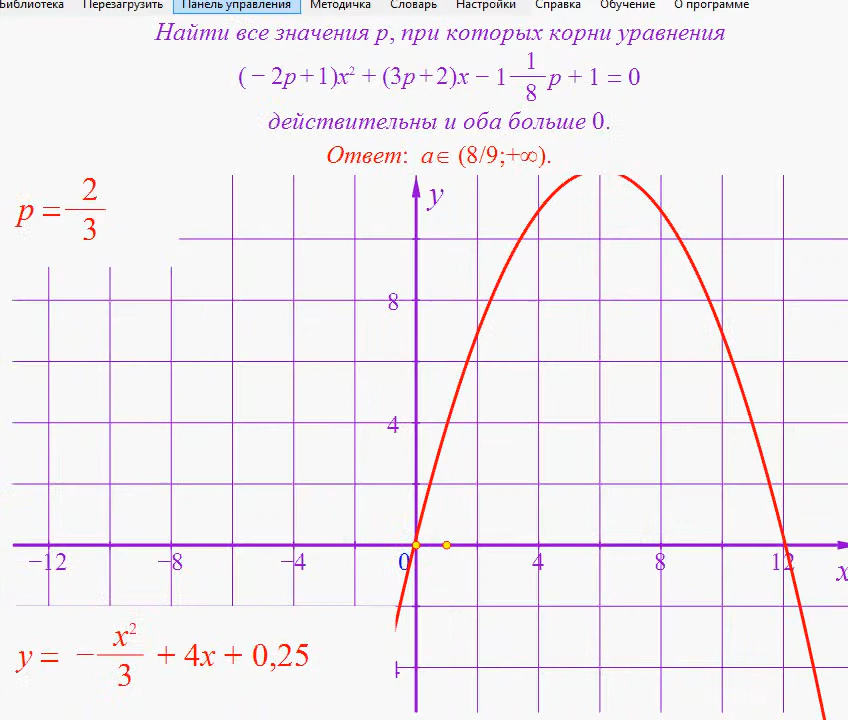 Библиотека Перезагрузить Панель управления Методичка Словарь Настройки Справка Обучение О программе
Найти все значения p, при которых корни уравнения
(− 2p + 1)x² + (3p + 2)x − 1 1/8 p + 1 = 0
действительны и оба больше 0.
Ответ: a ∈ (8/9;+∞).
p = 2/3
y
8
4
−12 −8 −4 0 4 8 12
x
y = − x²/3 + 4x + 0,25